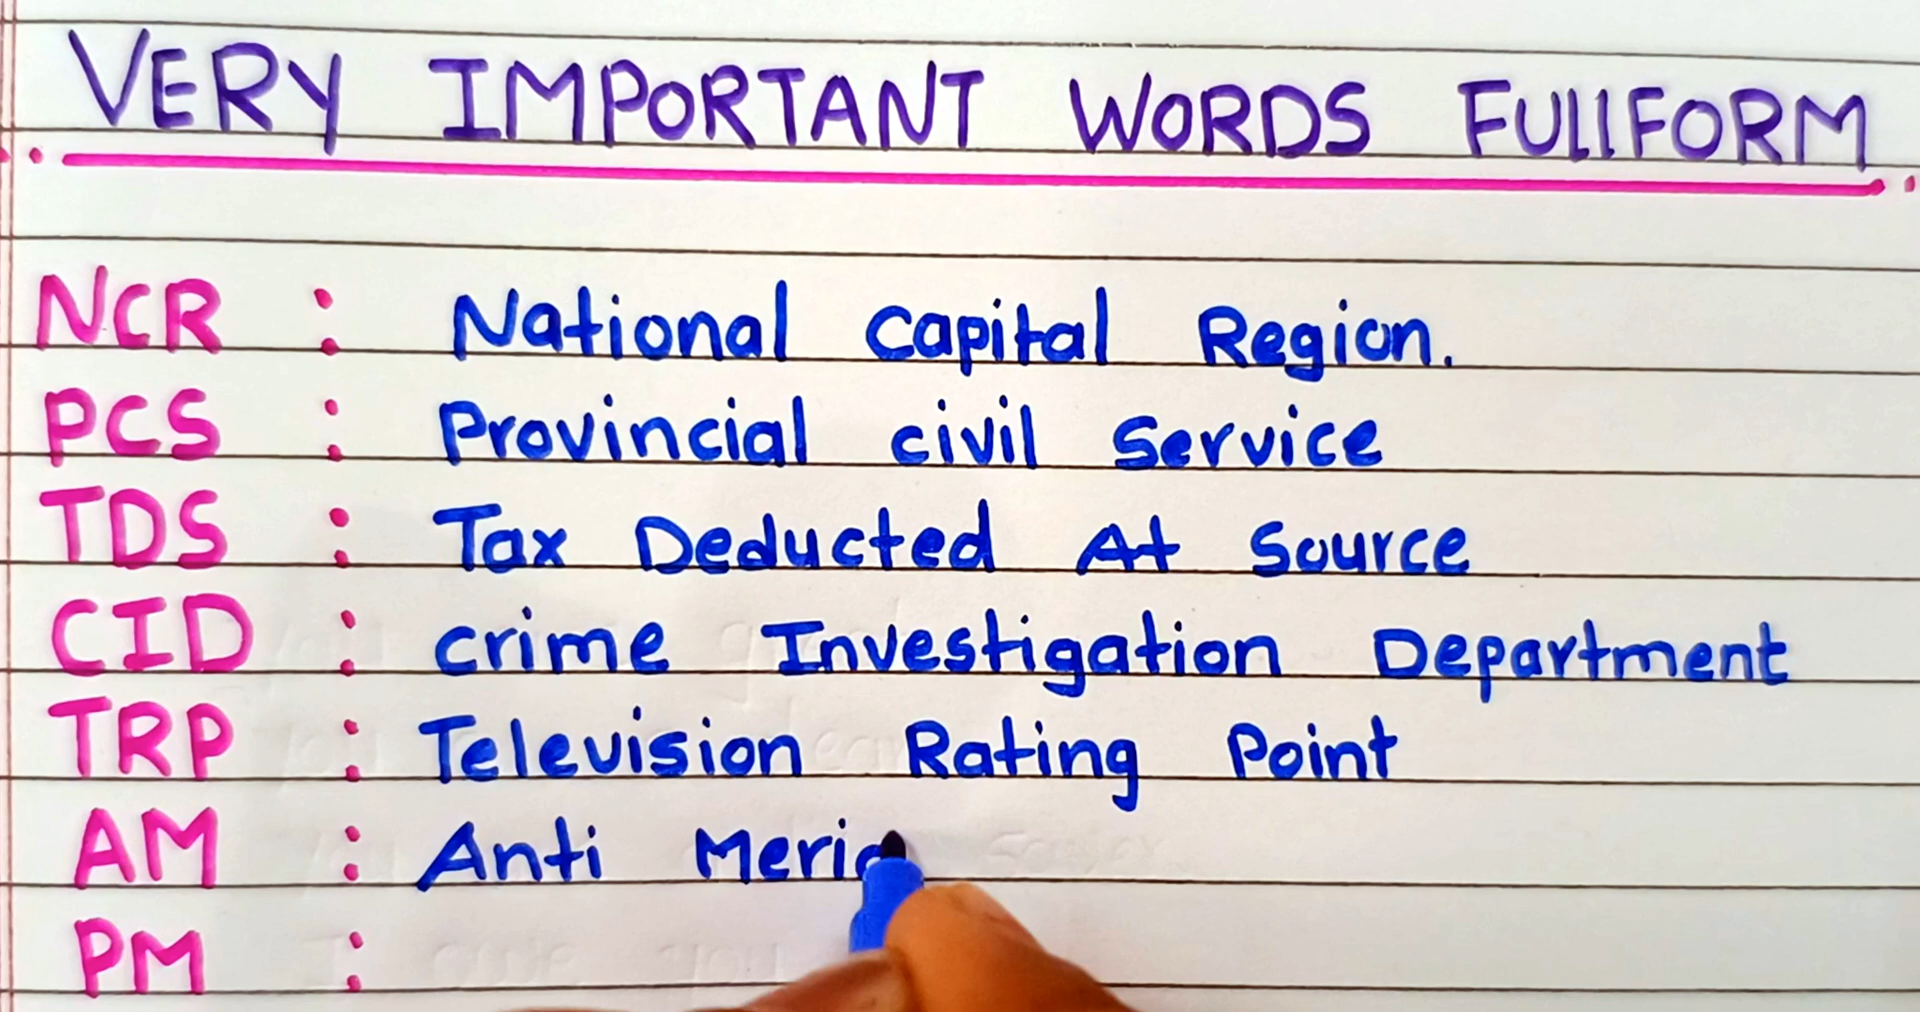 VERY IMPORTANT WORDS FULLFORM
NCR : National Capital Region.
PCS : Provincial civil Service
TDS : Tax Deducted At Source
CID : crime Investigation Department
TRP : Television Rating Point
AM : Anti
PM :